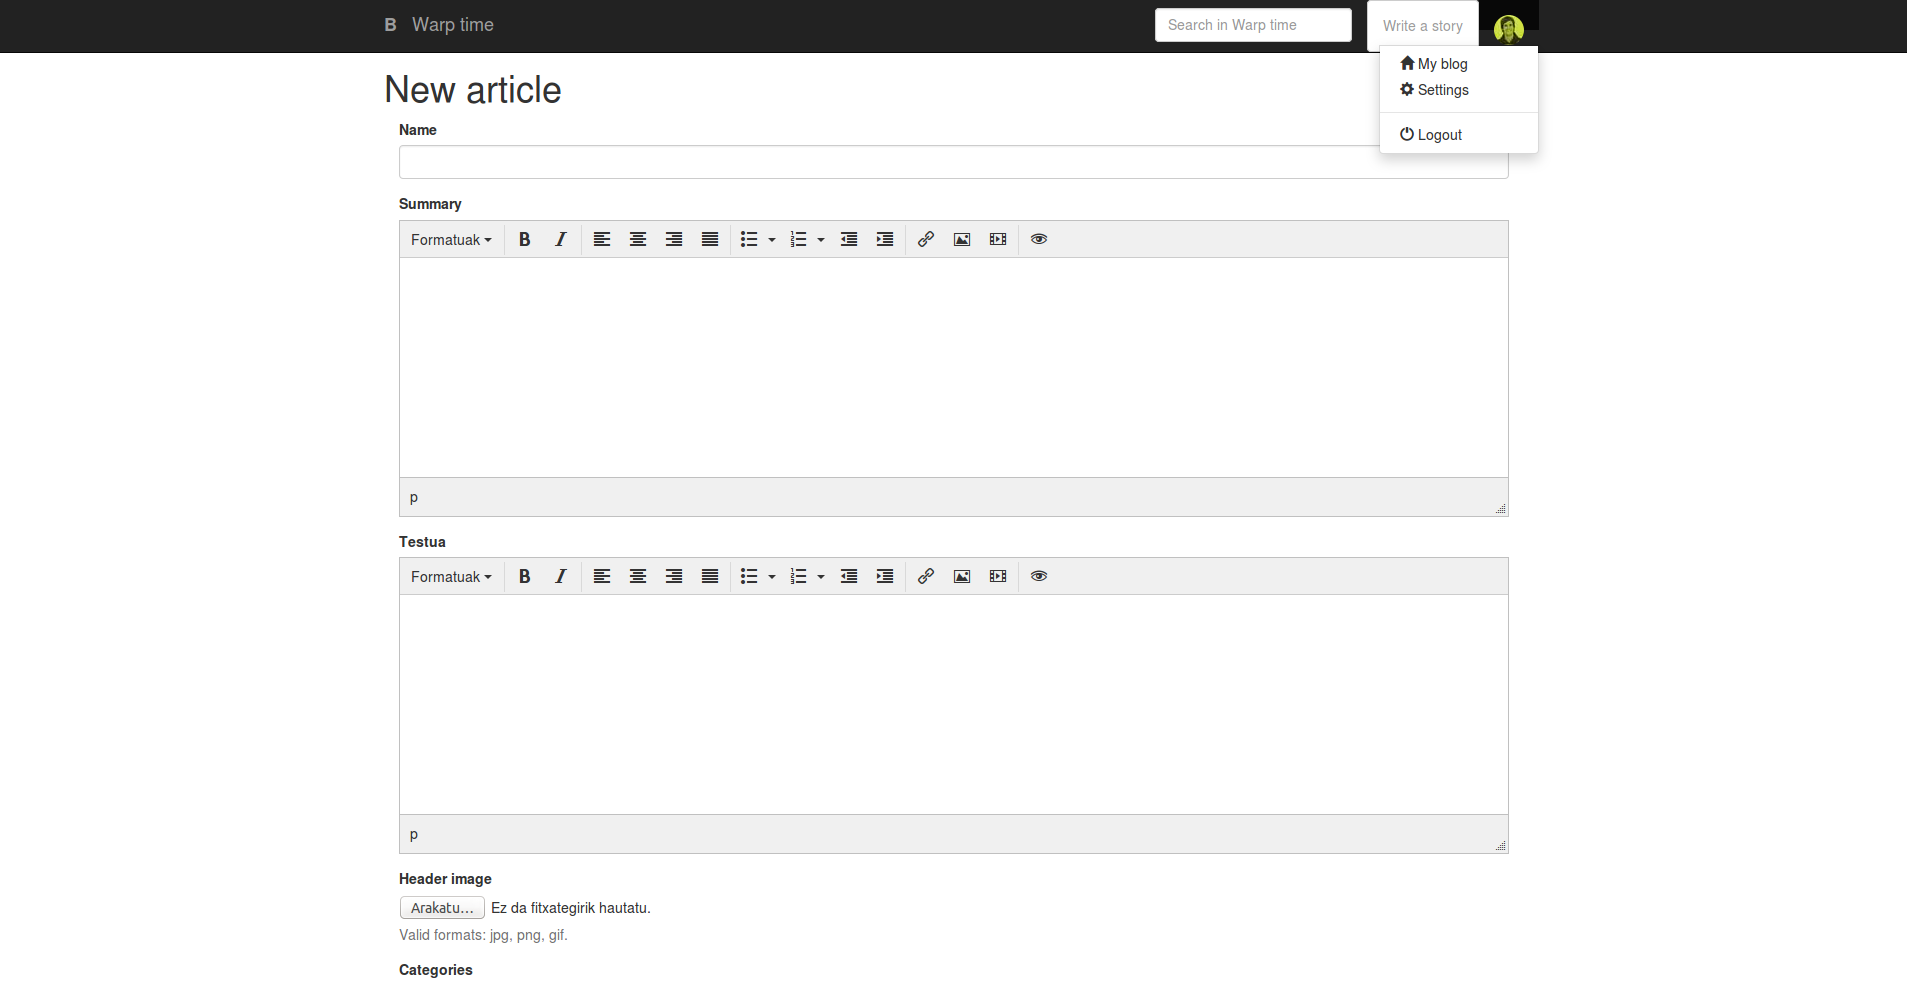 B Warp time Search in Warp time Write a story
My blog
Settings
Logout
New article
Name
Summary
Formatuak B I
p
Testua
Formatuak B I
p
Header image
Arakatu... Ez da fitxategirik hautatu.
Valid formats: jpg, png, gif.
Categories